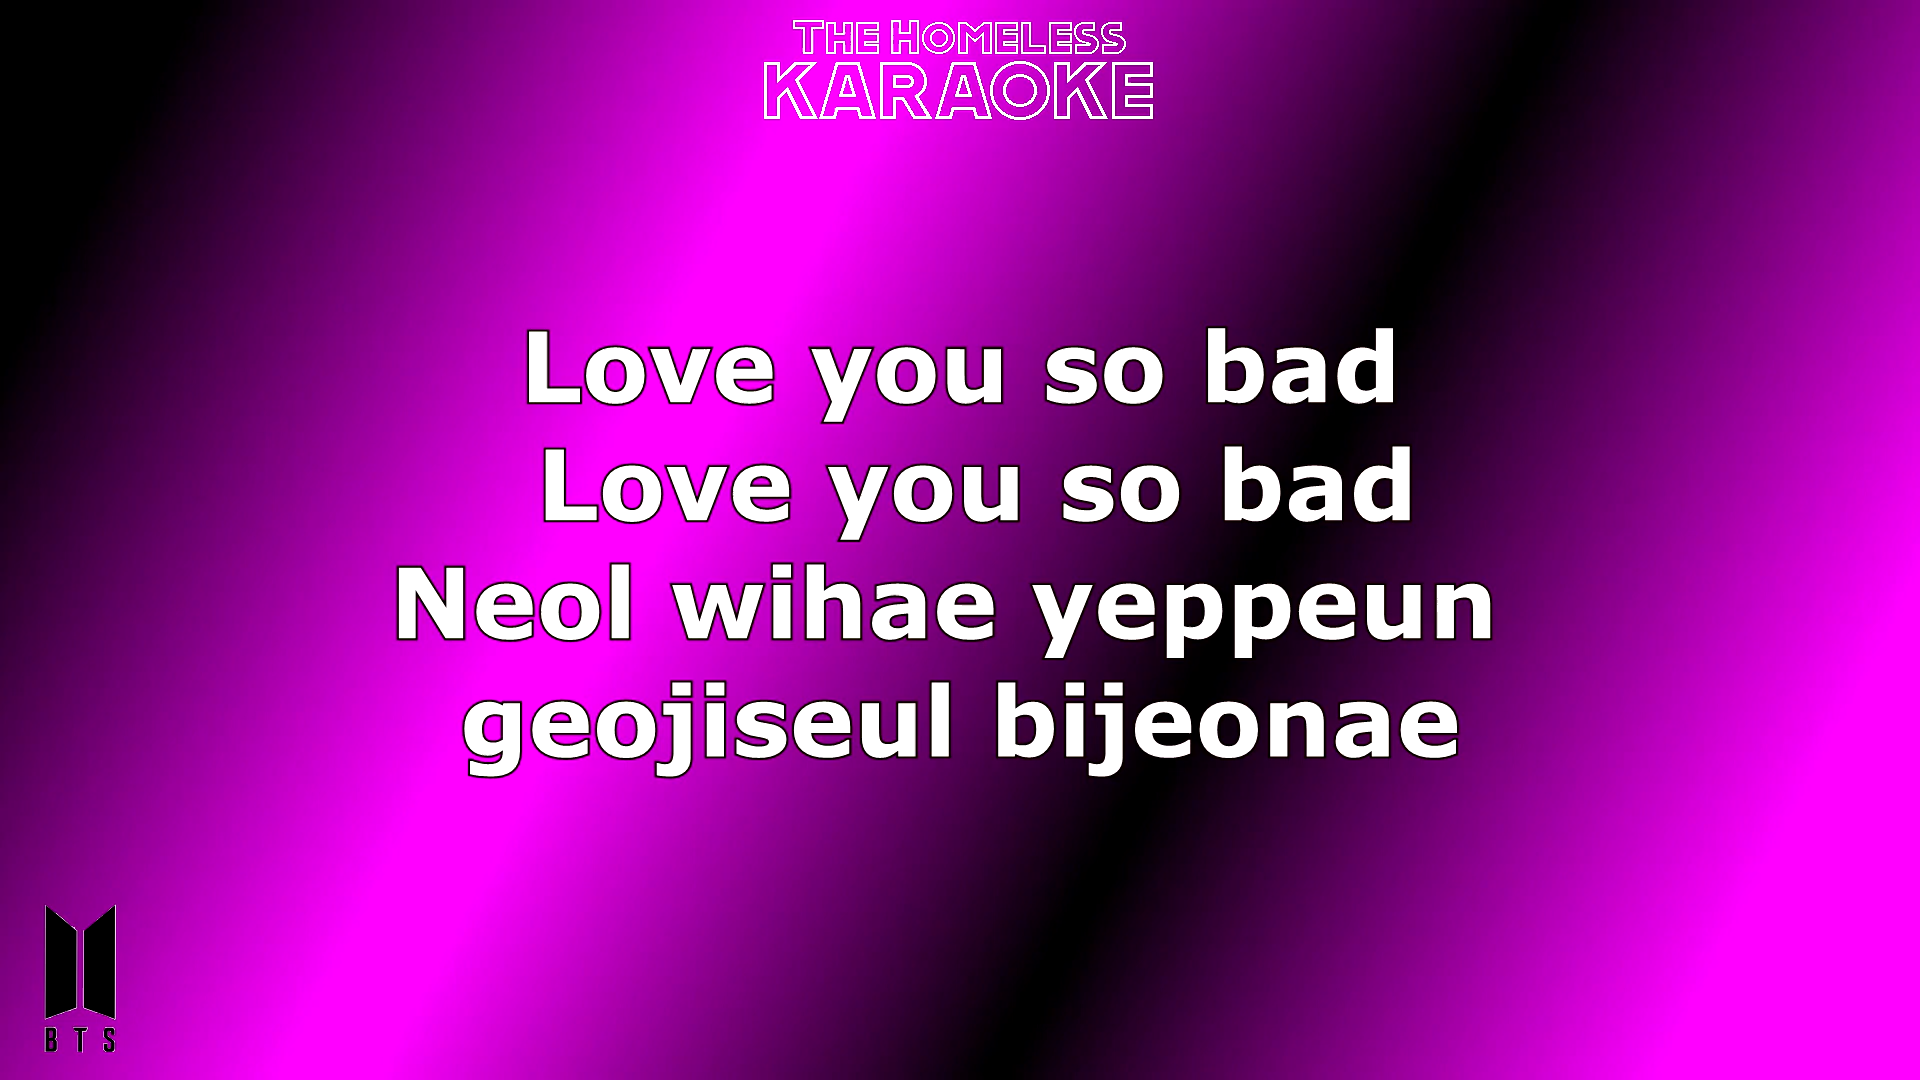 THE HOMELESS
KARAOKE
Love you so bad
Love you so bad
Neol wihae yeppeun
geojiseul bijeonae
BTS